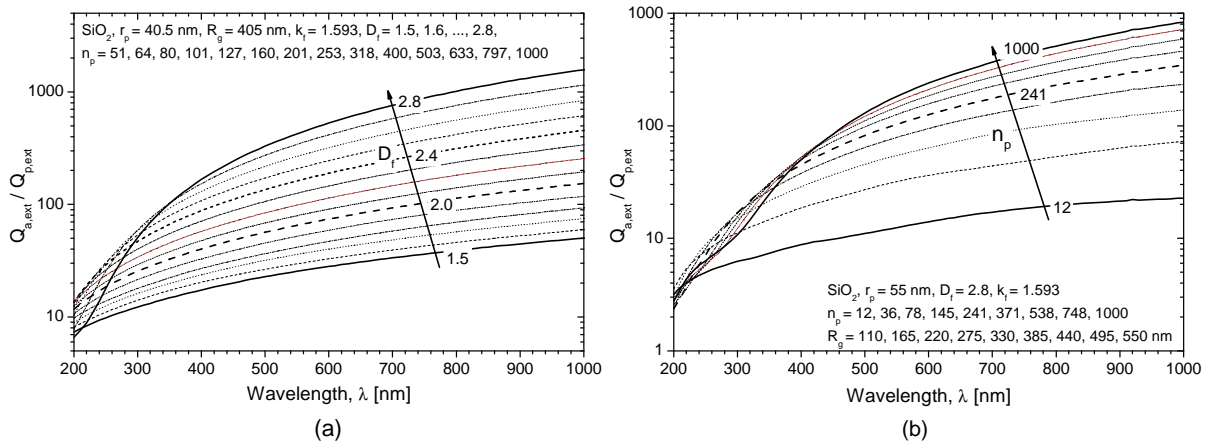 SiO2, rp = 40.5 nm, Rg = 405 nm, kf = 1.593, Df = 1.5, 1.6, ..., 2.8,
np = 51, 64, 80, 101, 127, 160, 201, 253, 318, 400, 503, 633, 797, 1000
1000
100
10
Qa,ext / Qp,ext
2.8
Df
2.4
2.0
1.5
200 300 400 500 600 700 800 900 1000
Wavelength, λ [nm]
(a)
1000
100
10
1
Qa,ext / Qp,ext
1000
241
np
12
SiO2, rp = 55 nm, Df = 2.8, kf = 1.593
np = 12, 36, 78, 145, 241, 371, 538, 748, 1000
Rg = 110, 165, 220, 275, 330, 385, 440, 495, 550 nm
200 300 400 500 600 700 800 900 1000
Wavelength, λ [nm]
(b)